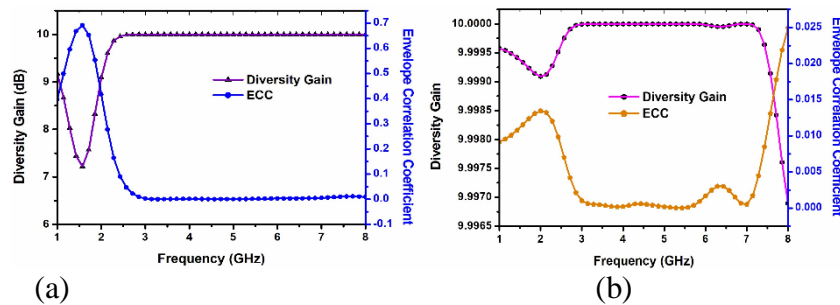 Diversity Gain (dB)
10
9
8
7
6
Diversity Gain
ECC
0.7
0.6
0.5
0.4
0.3
0.2
0.1
0.0
-0.1
Envelope Correlation Coefficient
1 2 3 4 5 6 7 8
Frequency (GHz)
(a)
Diversity Gain
10.0000
9.9995
9.9990
9.9985
9.9980
9.9975
9.9970
9.9965
Diversity Gain
ECC
0.025
0.020
0.015
0.010
0.005
0.000
Envelope Correlation Coefficient
1 2 3 4 5 6 7 8
Frequency (GHz)
(b)